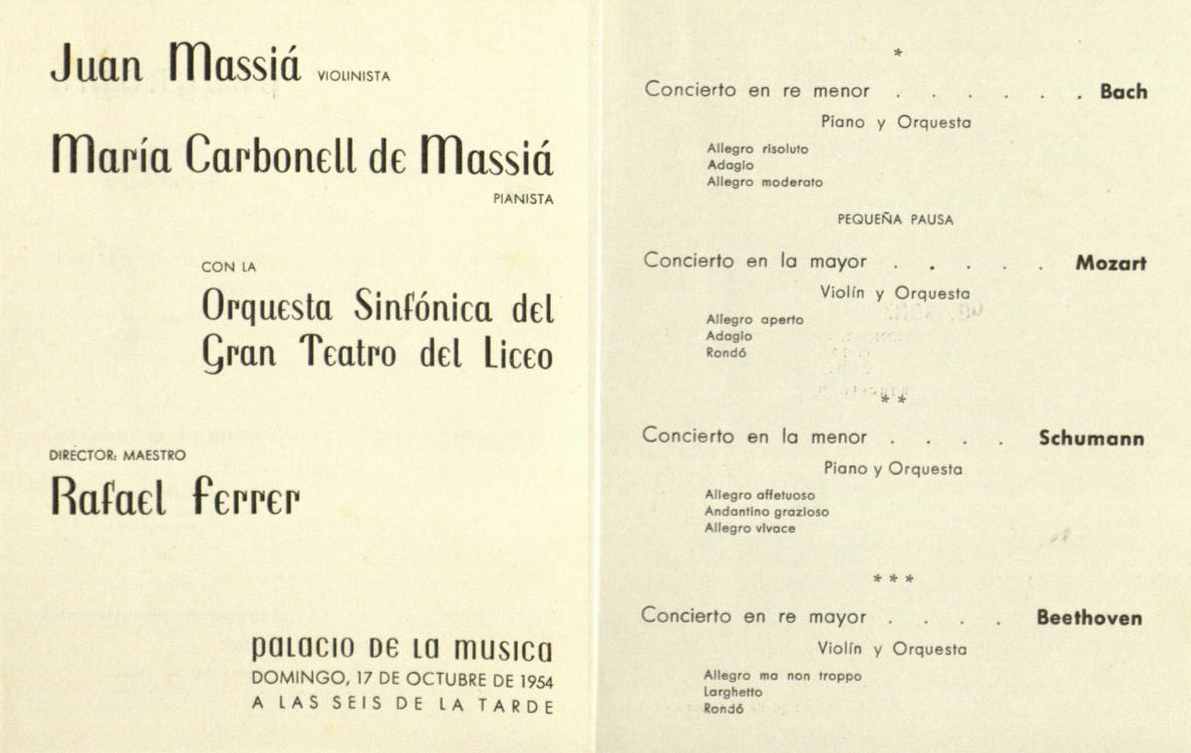 Juan Massiá VIOLINISTA
María Carbonell de Massiá
PIANISTA
CON LA
Orquesta Sinfónica del
Gran Teatro del Liceo
DIRECTOR: MAESTRO
Rafael Ferrer
PALACIO DE LA MUSICA
DOMINGO, 17 DE OCTUBRE DE 1954
A LAS SEIS DE LA TARDE
*
Concierto en re menor . . . . . . Bach
Piano y Orquesta
Allegro risoluto
Adagio
Allegro moderato
PEQUEÑA PAUSA
Concierto en la mayor . . . . . Mozart
Violín y Orquesta
Allegro aperto
Adagio
Rondó
* *
Concierto en la menor . . . . Schumann
Piano y Orquesta
Allegro affetuoso
Andantino grazioso
Allegro vivace
* * *
Concierto en re mayor . . . . Beethoven
Violín y Orquesta
Allegro ma non troppo
Larghetto
Rondó